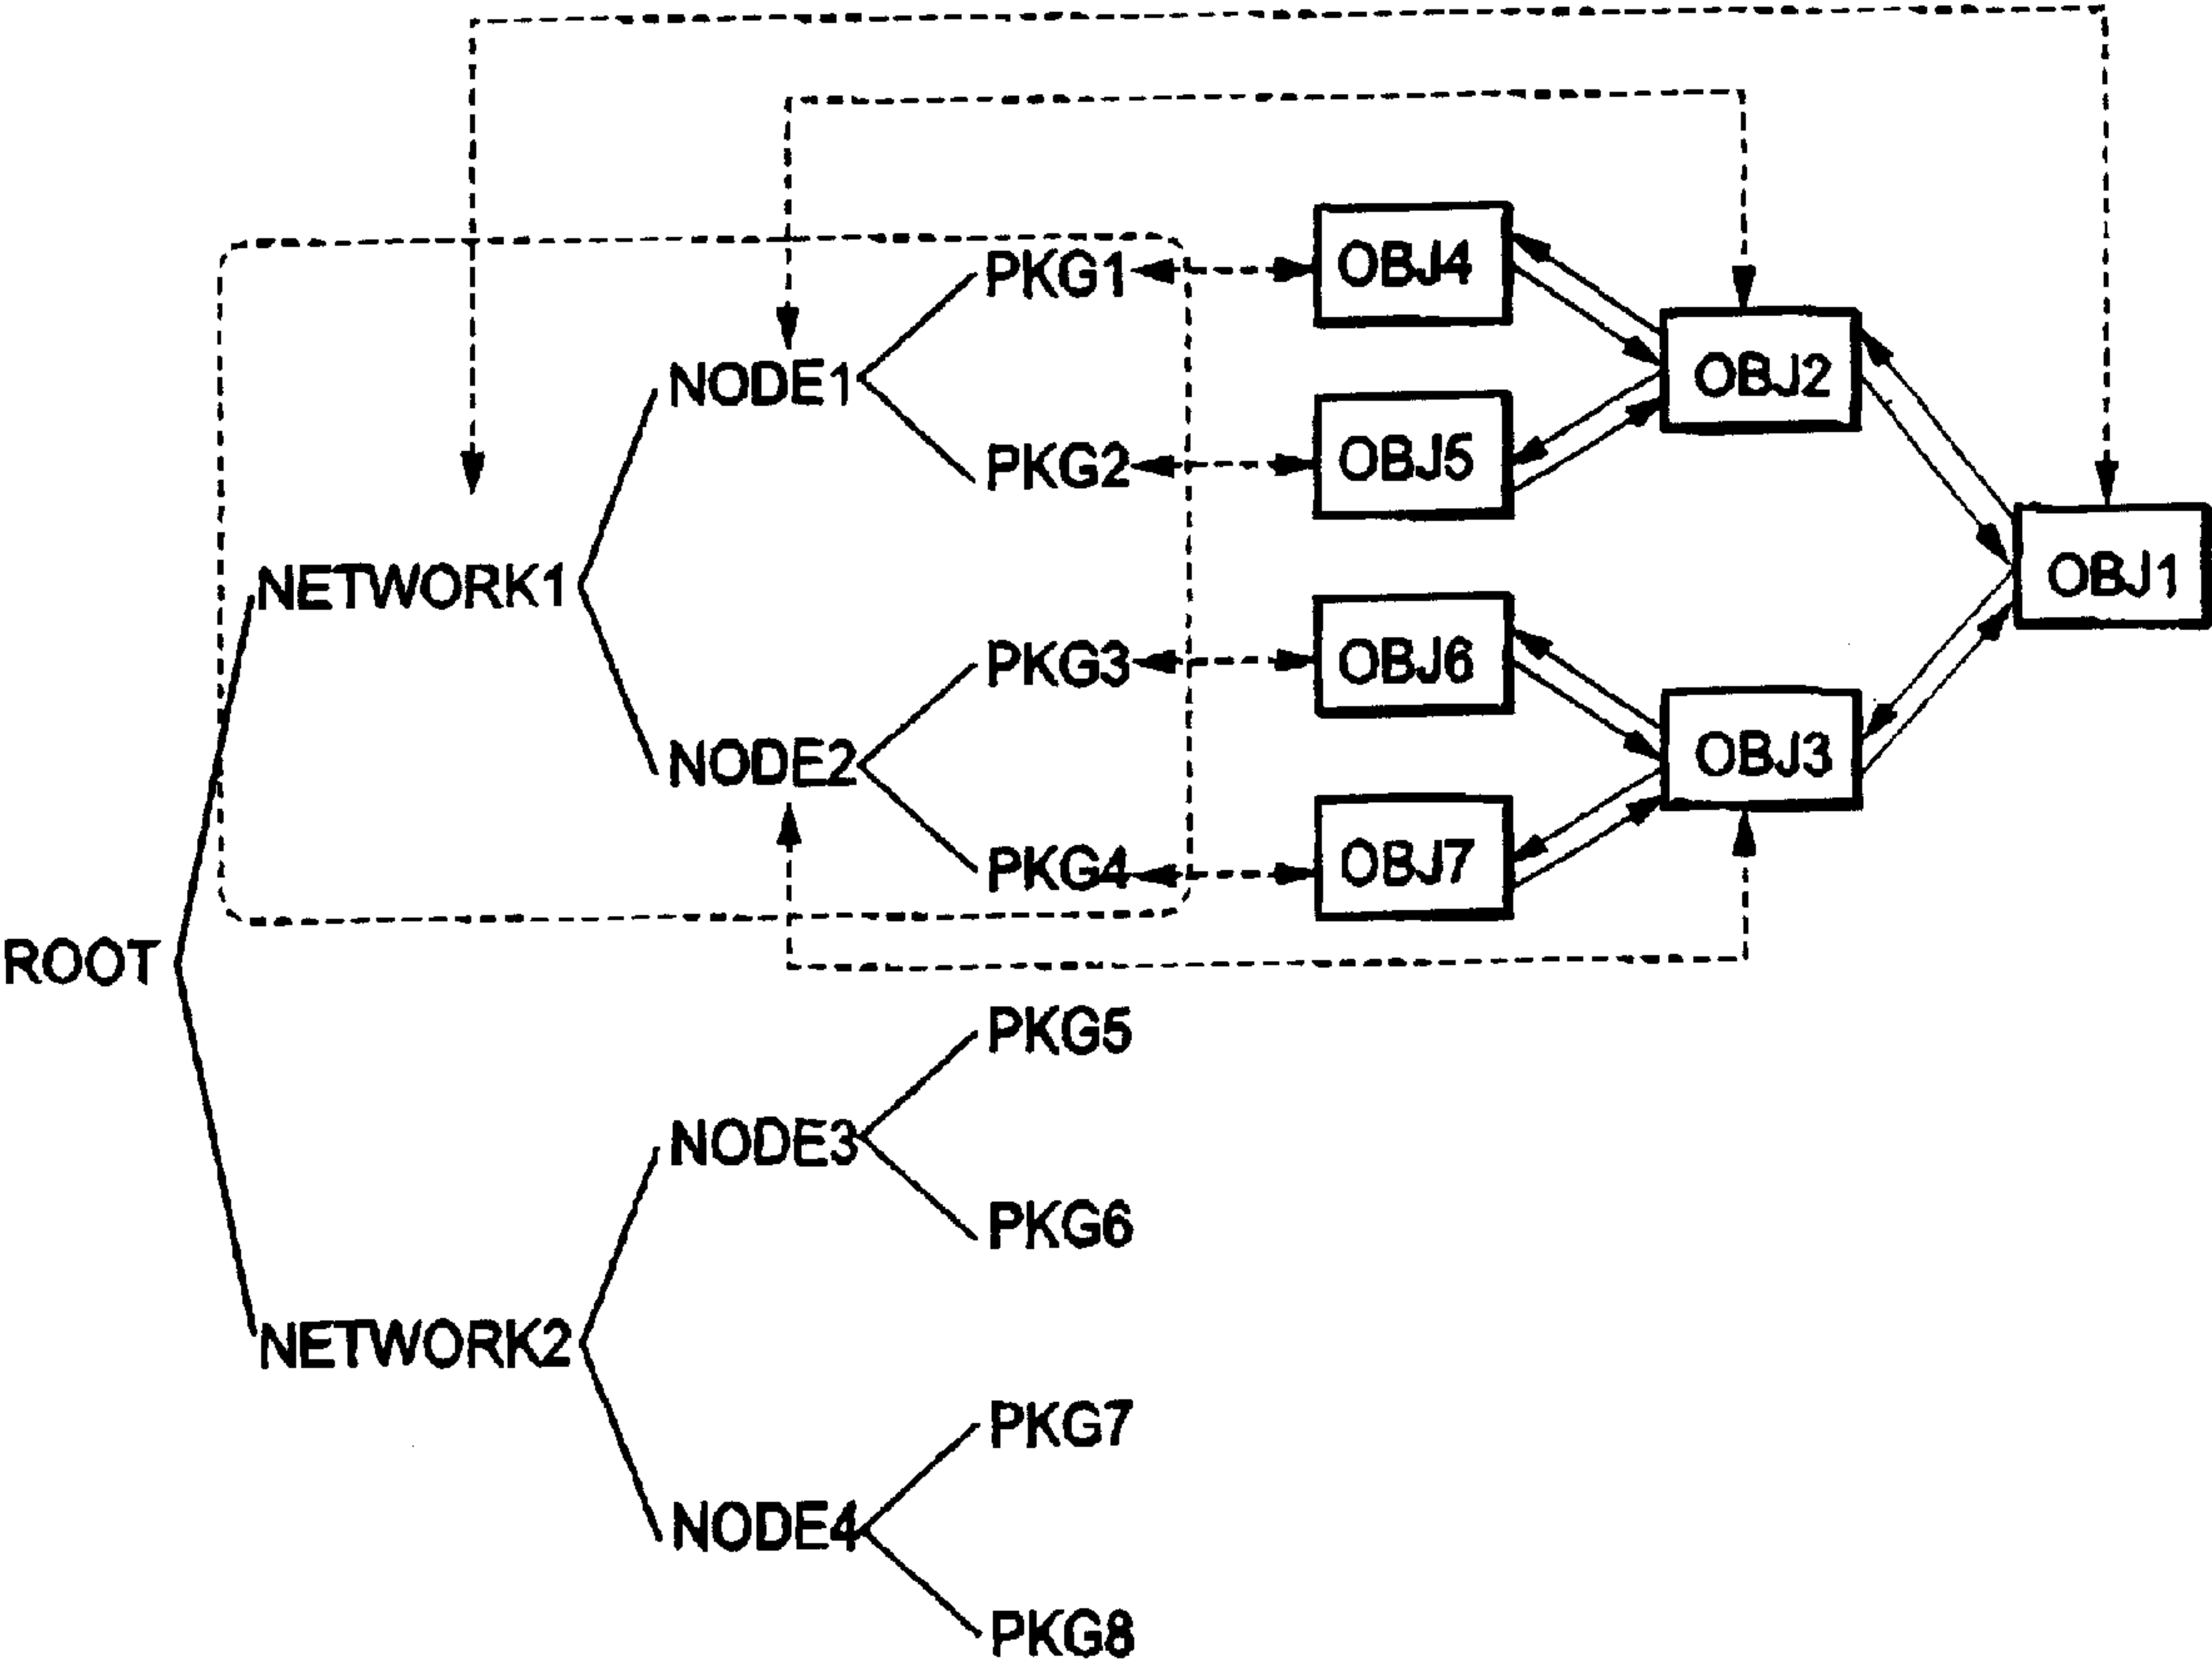 PKG1
OBJ4
NODE1
OBJ2
PKG2
OBJ5
NETWORK1
OBJ1
PKG3
OBJ6
NODE2
OBJ3
PKG4
OBJ7
ROOT
PKG5
NODE3
PKG6
NETWORK2
PKG7
NODE4
PKG8